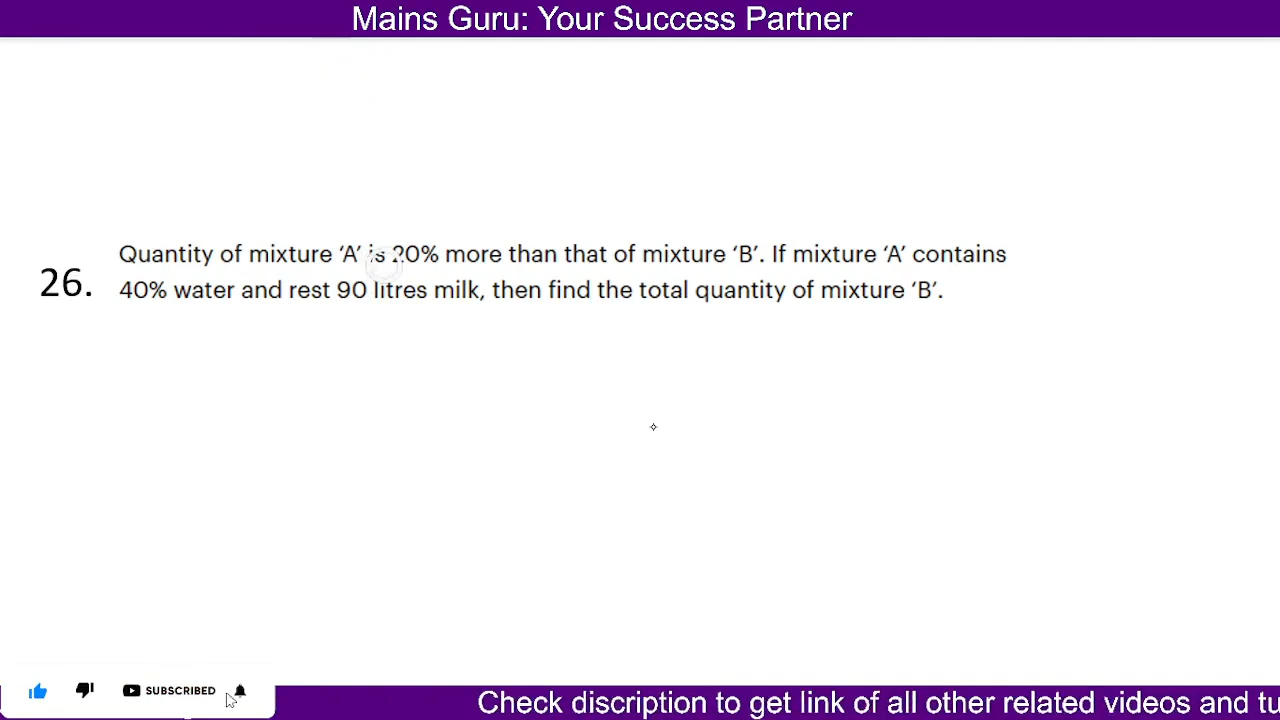 Mains Guru: Your Success Partner
Quantity of mixture ‘A’ is 20% more than that of mixture ‘B’. If mixture ‘A’ contains
26.
40% water and rest 90 litres milk, then find the total quantity of mixture ‘B’.
SUBSCRIBED
Check discription to get link of all other related videos and